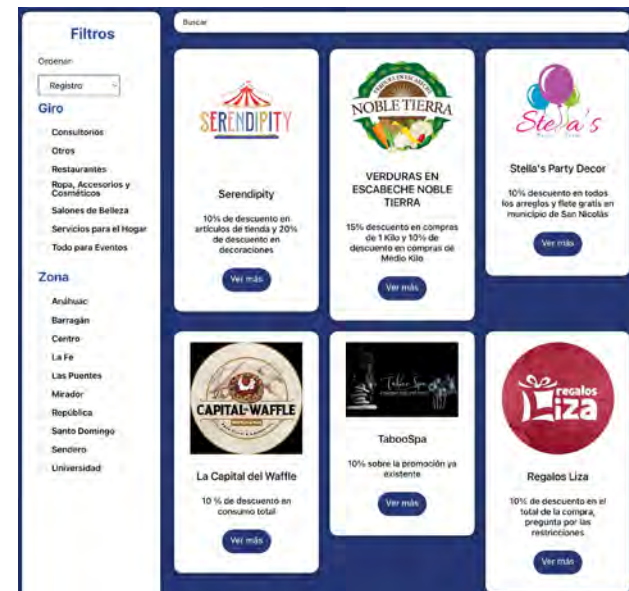 Filtros
Ordenar:
Registro
Giro
Consultorios
Otros
Restaurantes
Ropa, Accesorios y
Cosméticos
Salones de Belleza
Servicios para el Hogar
Todo para Eventos
Zona
Anáhuac
Barragán
Centro
La Fe
Las Puentes
Mirador
República
Santo Domingo
Sendero
Universidad
Buscar
SERENDIPITY
Serendipity
10% de descuento en
artículos de tienda y 20%
de descuento en
decoraciones
Ver más
NOBLE TIERRA
VERDURAS EN
ESCABECHE NOBLE
TIERRA
15% descuento en compras
de 1 Kilo y 10% de
descuento en compras de
Medio Kilo
Ver más
Stella's
Stella's Party Decor
10% descuento en todos
los arreglos y flete gratis en
municipio de San Nicolás
Ver más
CAPITAL DEL WAFFLE
La Capital del Waffle
10 % de descuento en
consumo total
Ver más
Taboo Spa
TabooSpa
10% sobre la promoción ya
existente
Ver más
regalos
Liza
Regalos Liza
10% de descuento en el
total de la compra,
pregunta por las
restricciones
Ver más